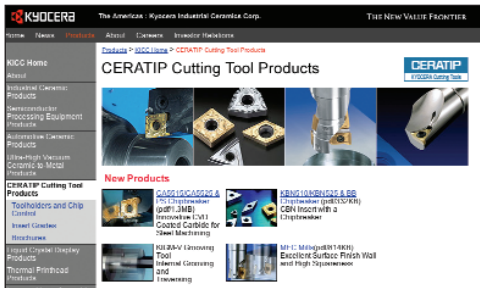 KYOCERA
The Americas : Kyocera Industrial Ceramics Corp.
THE NEW VALUE FRONTIER
Home News Products About Careers Investor Relations
Products > KICC Home > CERATIP Cutting Tool Products
CERATIP Cutting Tool Products
CERATIP
KYOCERA Cutting Tools
KICC Home
About
Industrial Ceramic
Products
Semiconductor
Processing Equipment
Products
Automotive Ceramic
Products
Ultra-High Vacuum
Ceramic to Metal
Products
CERATIP Cutting Tool
Products
Toolholders and Chip
Control
Insert Grades
Brochures
Liquid Crystal Display
Products
Thermal Printhead
Products
New Products
CA5515/CA5525 &
PS Chipbreaker
(pdf/1.3MB)
Innovative CVD
Coated Carbide for
Steel Machining
KBN510/KBN525 & BB
Chipbreaker (pdf/332KB)
CBN Insert with a
Chipbreaker
Grooving
Tool
Internal Grooving
and
Traversing
MFC Mills(pdf/814KB)
Excellent Surface Finish Wall
and High Squareness